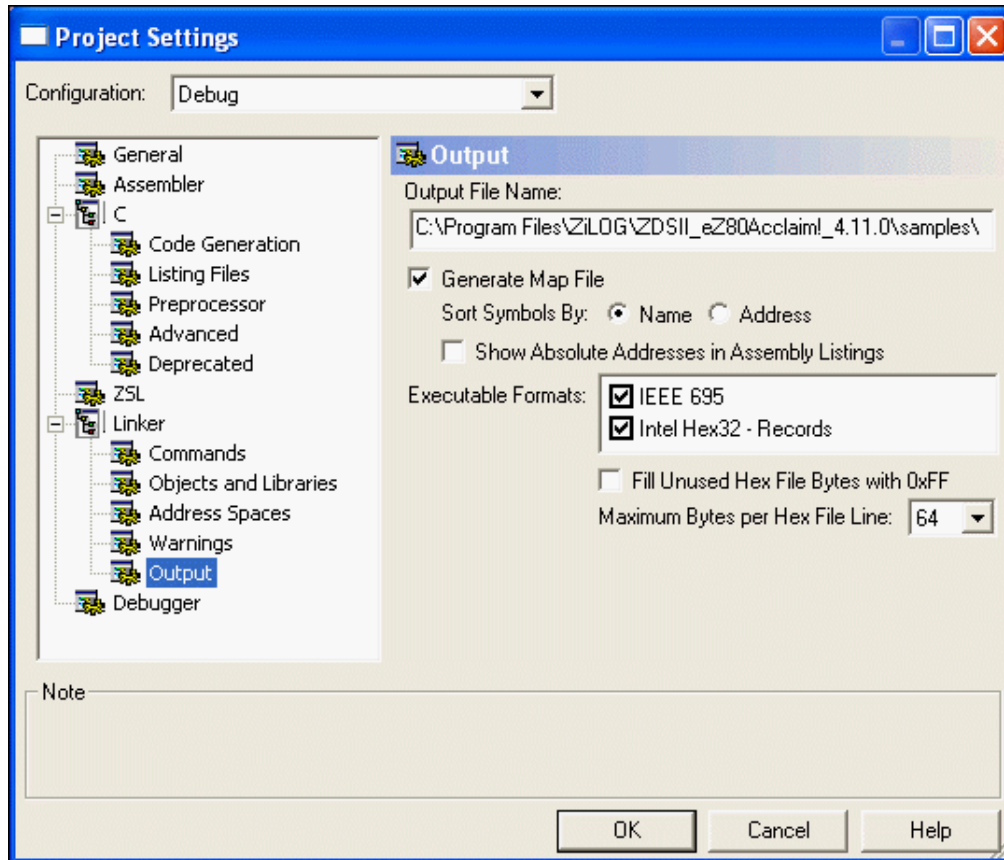 Project Settings
Configuration: Debug
General
Assembler
C
Code Generation
Listing Files
Preprocessor
Advanced
Deprecated
ZSL
Linker
Commands
Objects and Libraries
Address Spaces
Warnings
Output
Debugger
Output
Output File Name:
C:\Program Files\ZiLOG\ZDSII_eZ80Acclaim!_4.11.0\samples\
Generate Map File
Sort Symbols By: Name Address
Show Absolute Addresses in Assembly Listings
Executable Formats: IEEE 695
Intel Hex32 - Records
Fill Unused Hex File Bytes with 0xFF
Maximum Bytes per Hex File Line: 64
Note
OK Cancel Help